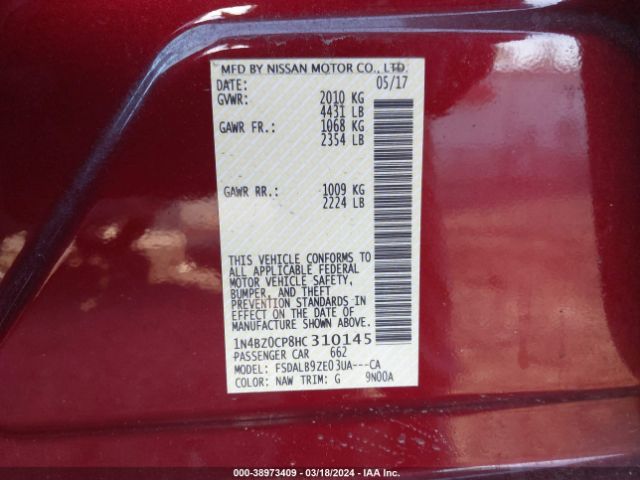 MFD BY NISSAN MOTOR CO., LTD.
DATE: 05/17
GVWR: 2010 KG
4431 LB
GAWR FR.: 1068 KG
2354 LB
GAWR RR.: 1009 KG
2224 LB
THIS VEHICLE CONFORMS TO
ALL APPLICABLE FEDERAL
MOTOR VEHICLE SAFETY,
BUMPER, AND THEFT
PREVENTION STANDARDS IN
EFFECT ON THE DATE OF
MANUFACTURE SHOWN ABOVE.
1N4BZ0CP8HC 310145
PASSENGER CAR 662
MODEL: FSDALB9ZE03UA---CA
COLOR: NAW TRIM: G 9N00A
000-38973409 - 03/18/2024 - IAA Inc.